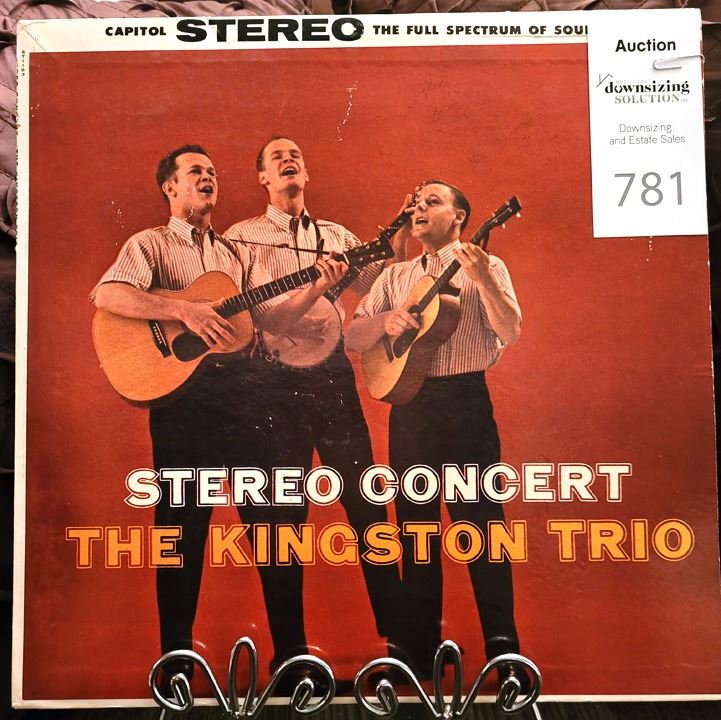 CAPITOL STEREO THE FULL SPECTRUM OF SOU
Auction
downsizing
SOLUTION
Downsizing
and Estate Sales
781
STEREO CONCERT
THE KINGSTON TRIO